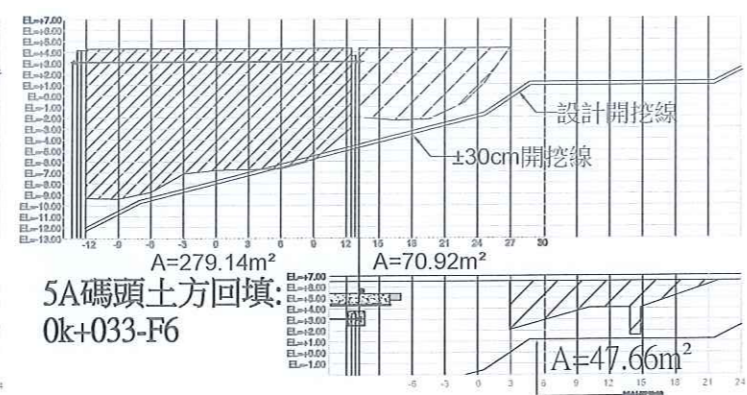 EL=+7.00
EL=+6.00
EL=+5.00
EL=+4.00
EL=+3.00
EL=+2.00
EL=+1.00
EL=0.00
EL=-1.00
EL=-2.00
EL=-3.00
EL=-4.00
EL=-5.00
EL=-6.00
EL=-7.00
EL=-8.00
EL=-9.00
EL=-10.00
EL=-11.00
EL=-12.00
EL=-13.00
設計開挖線
±30cm開挖線
-12 -9 -6 -3 0 3 6 9 12 15 18 21 24 27 30
A=279.14m² A=70.92m²
5A碼頭土方回填:
0k+033-F6
EL=+7.00
EL=+6.00
EL=+5.00
EL=+4.00
EL=+3.00
EL=+2.00
EL=+1.00
EL=+0.00
EL=-1.00
A=47.66m²
-6 -3 0 3 6 9 12 15 18 21 24